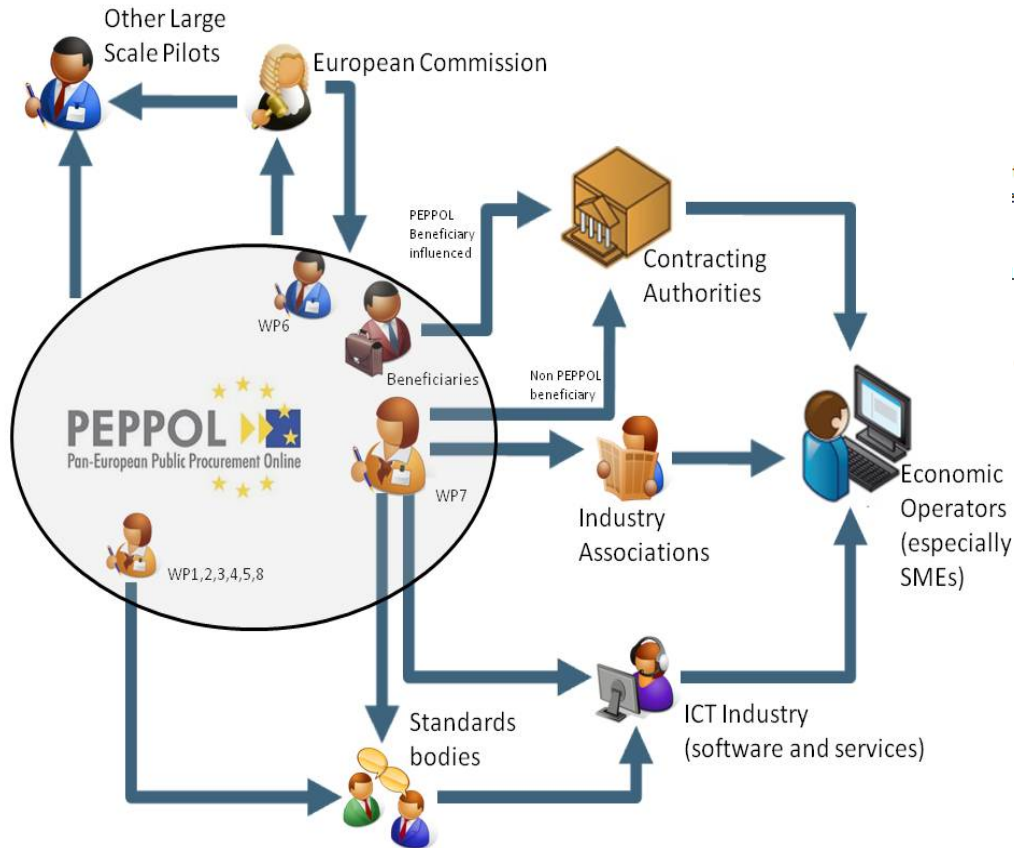 Other Large
Scale Pilots
European Commission
PEPPOL
Beneficiary
influenced
Contracting
Authorities
WP6
Beneficiaries
Non PEPPOL
beneficiary
PEPPOL
Pan-European Public Procurement Online
WP7
Industry
Associations
Economic
Operators
(especially
SMEs)
WP1,2,3,4,5,8
Standards
bodies
ICT Industry
(software and services)